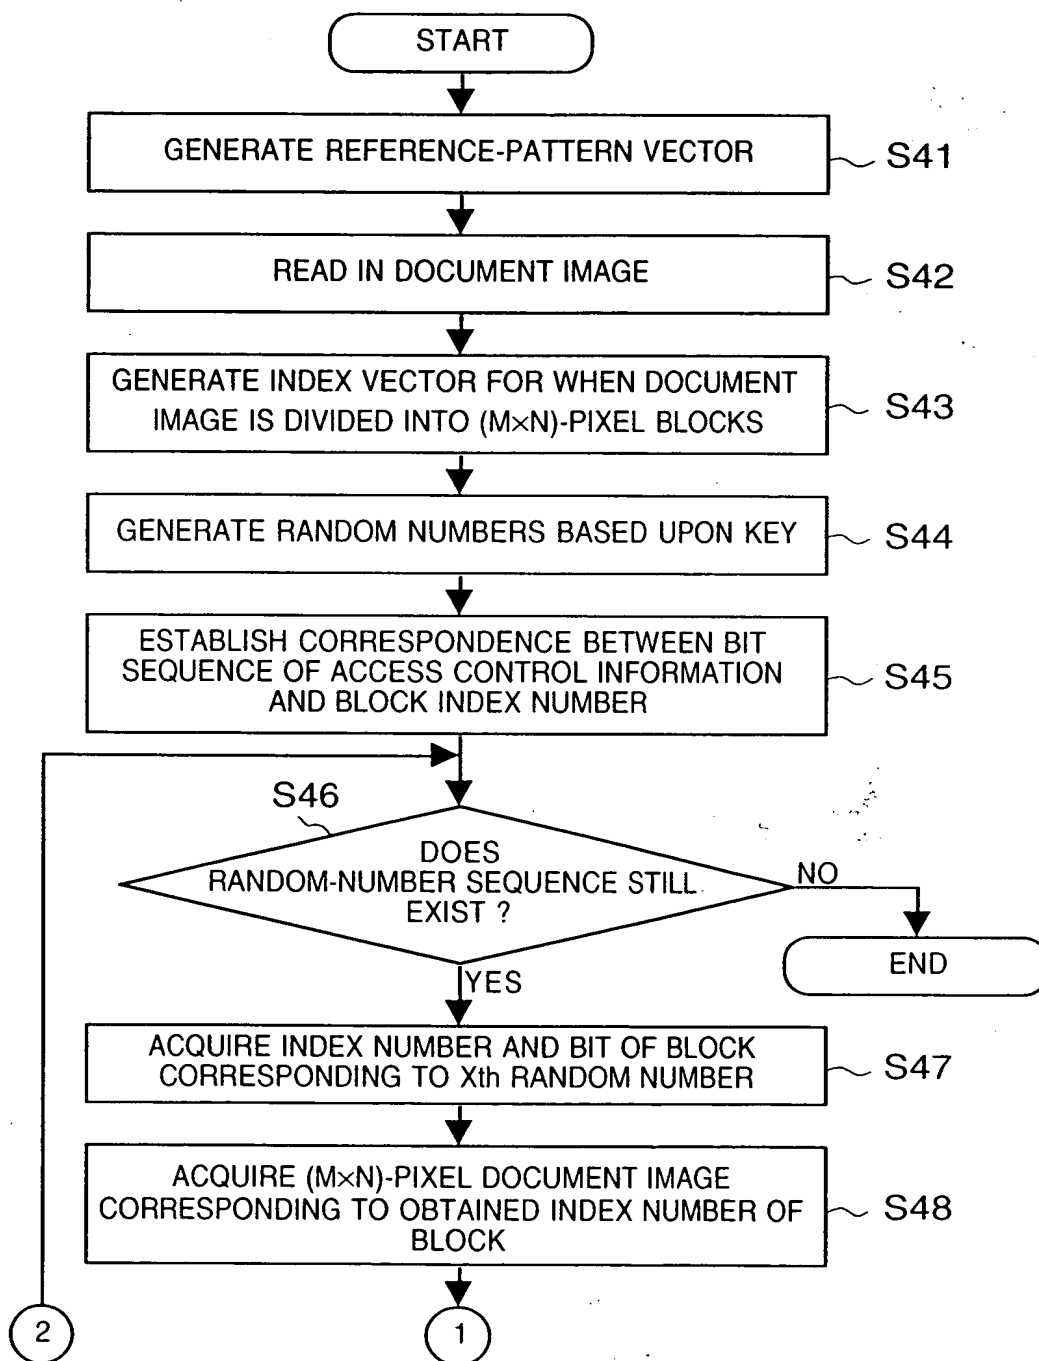 START
GENERATE REFERENCE-PATTERN VECTOR
S41
READ IN DOCUMENT IMAGE
S42
GENERATE INDEX VECTOR FOR WHEN DOCUMENT
IMAGE IS DIVIDED INTO (M×N)-PIXEL BLOCKS
S43
GENERATE RANDOM NUMBERS BASED UPON KEY
S44
ESTABLISH CORRESPONDENCE BETWEEN BIT
SEQUENCE OF ACCESS CONTROL INFORMATION
AND BLOCK INDEX NUMBER
S45
S46
DOES
RANDOM-NUMBER SEQUENCE STILL
EXIST ?
NO
END
YES
ACQUIRE INDEX NUMBER AND BIT OF BLOCK
CORRESPONDING TO Xth RANDOM NUMBER
S47
ACQUIRE (M×N)-PIXEL DOCUMENT IMAGE
CORRESPONDING TO OBTAINED INDEX NUMBER OF
BLOCK
S48
2
1